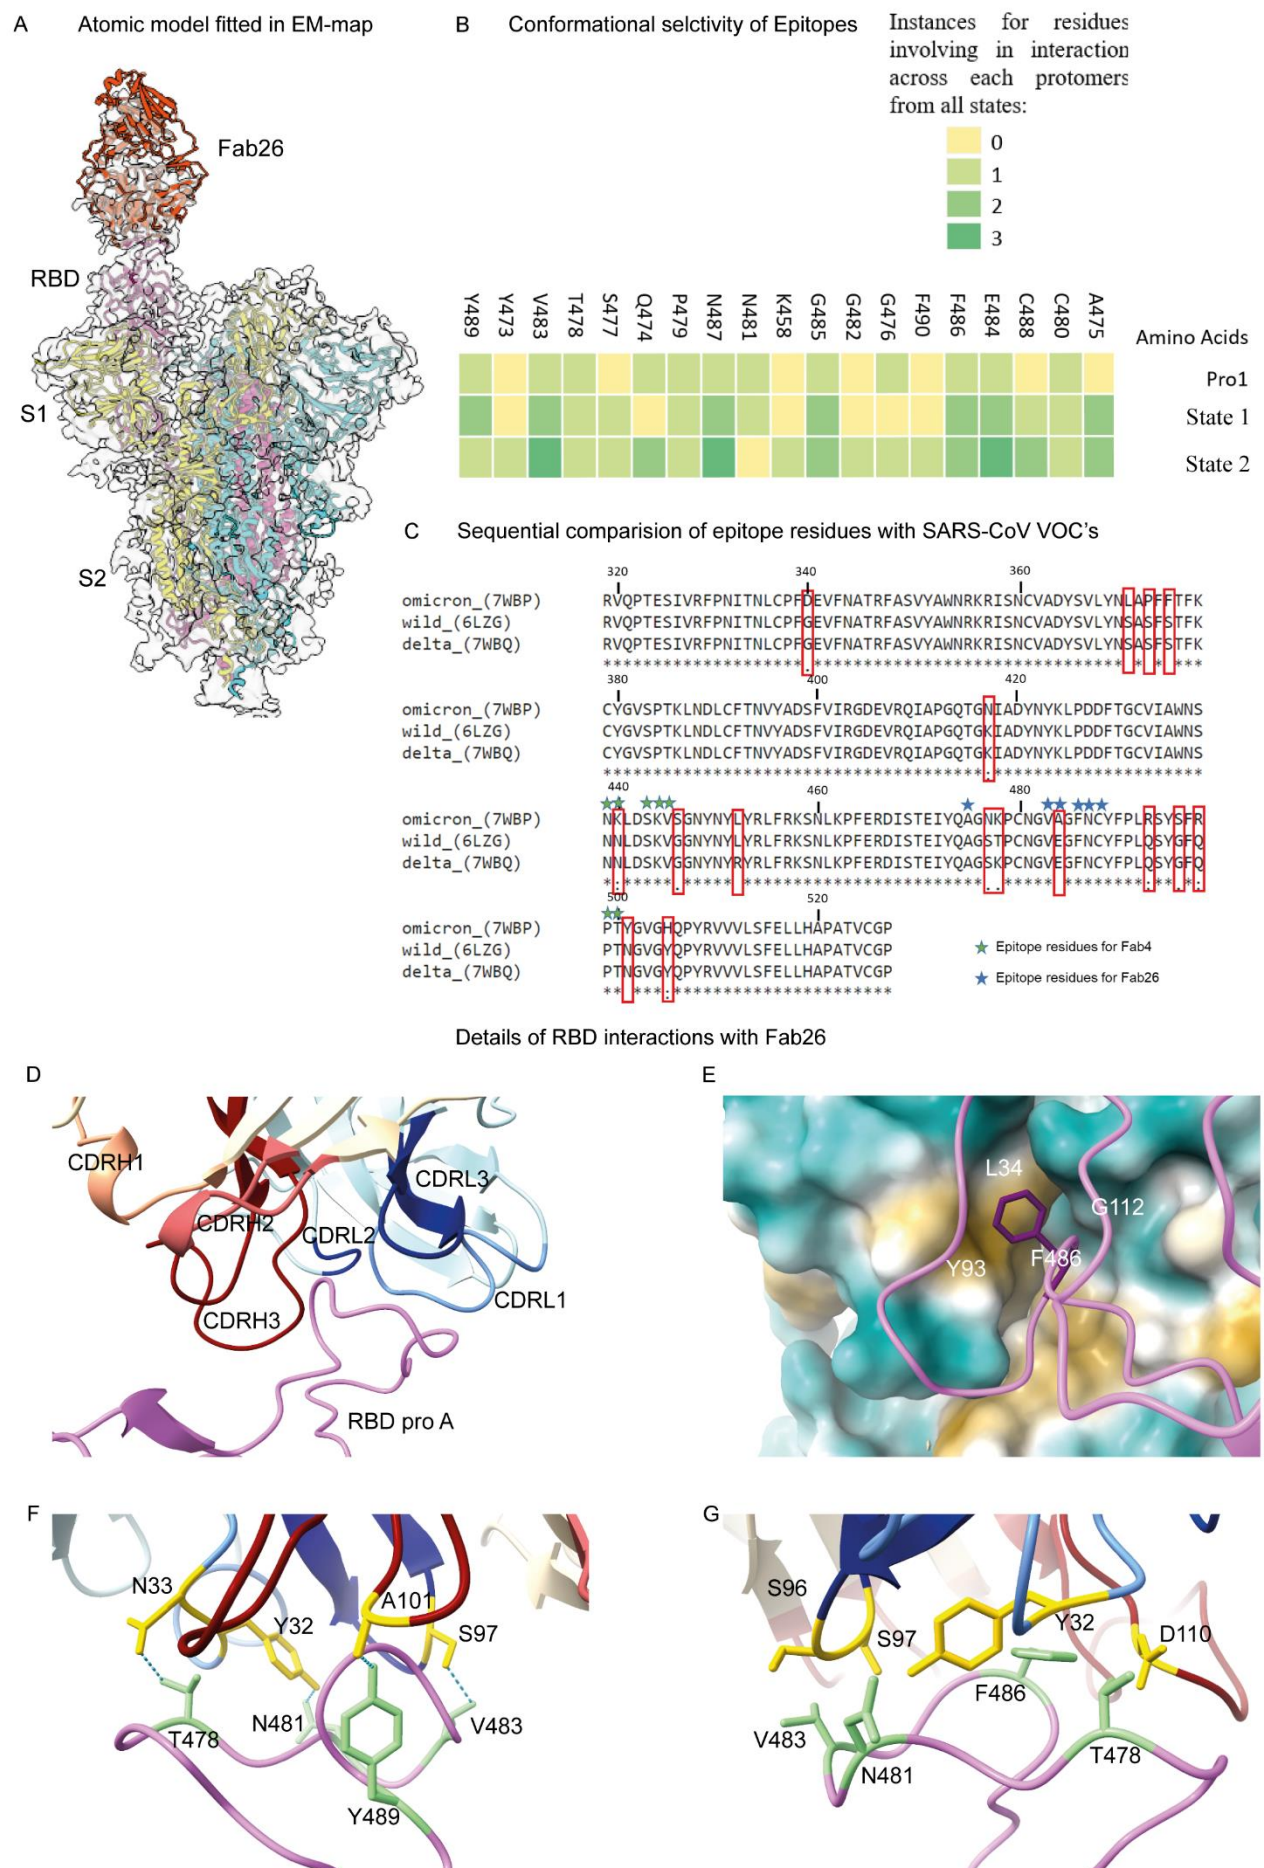 A Atomic model fitted in EM-map
B Conformational selctivity of Epitopes
Instances for residues
involving in interaction
across each protomers
from all states:
0
1
2
3
Fab26
RBD
S1
S2
Y489 Y473 V483 T478 S477 Q474 P479 N487 N481 K458 G485 G482 G476 F490 F486 E484 C488 C480 A475
Amino Acids
Pro1
State 1
State 2
C Sequential comparision of epitope residues with SARS-CoV VOC's
320 340 360
omicron_(7WBP) RVQPTESIVRFPNITNLCPFDEVFNATRFASVYAWNRKRISNCVADYSVLYNLAPFFTFK
wild_(6LZG) RVQPTESIVRFPNITNLCPFGEVFNATRFASVYAWNRKRISNCVADYSVLYNSASFSTFK
delta_(7WBQ) RVQPTESIVRFPNITNLCPFGEVFNATRFASVYAWNRKRISNCVADYSVLYNSASFSTFK
380 400 420
omicron_(7WBP) CYGVSPTKLNDLCFTNVYADSFVIRGDEVRQIAPGQTGNIADYNYKLPDDFTGCVIAWNS
wild_(6LZG) CYGVSPTKLNDLCFTNVYADSFVIRGDEVRQIAPGQTGKIADYNYKLPDDFTGCVIAWNS
delta_(7WBQ) CYGVSPTKLNDLCFTNVYADSFVIRGDEVRQIAPGQTGKIADYNYKLPDDFTGCVIAWNS
440 460 480
omicron_(7WBP) NKLDSKVSGNYNYLYRLFRKSNLKPFERDISTEIYQAGNKPCNGVAGFNCYFPLRSYSFR
wild_(6LZG) NNLDSKVGGNYNYLYRLFRKSNLKPFERDISTEIYQAGSTPCNGVEGFNCYFPLQSYGFQ
delta_(7WBQ) NNLDSKVGGNYNYRYRLFRKSNLKPFERDISTEIYQAGSKPCNGVEGFNCYFPLQSYGFQ
500 520
omicron_(7WBP) PTYGVGHQPYRVVVLSFELLHAPATVCGP
wild_(6LZG) PTNGVGYQPYRVVVLSFELLHAPATVCGP
delta_(7WBQ) PTNGVGYQPYRVVVLSFELLHAPATVCGP
Epitope residues for Fab4
Epitope residues for Fab26
Details of RBD interactions with Fab26
D
CDRH1
CDRH2
CDRL2
CDRL3
CDRL1
CDRH3
RBD pro A
E
L34
G112
Y93
F486
F
N33
Y32
A101
S97
T478
N481
V483
Y489
G
S96
S97
Y32
D110
F486
V483
N481
T478